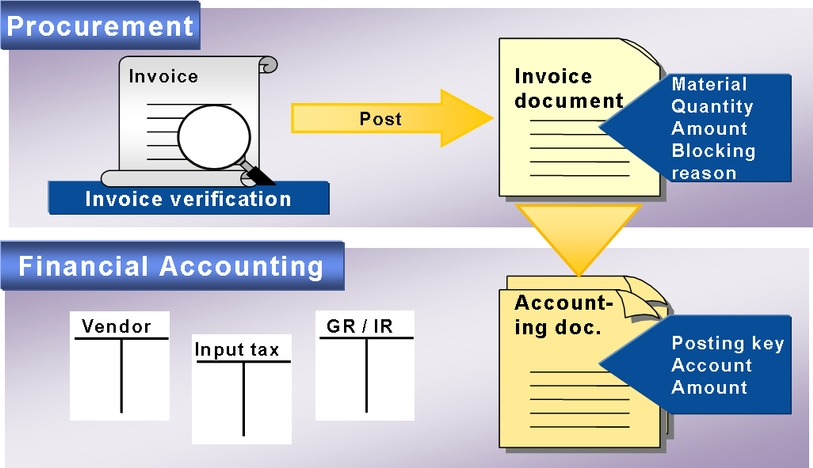 Procurement
Invoice
Invoice verification
Post
Invoice
document
Material
Quantity
Amount
Blocking
reason
Financial Accounting
Vendor
Input tax
GR / IR
Account-
ing doc.
Posting key
Account
Amount